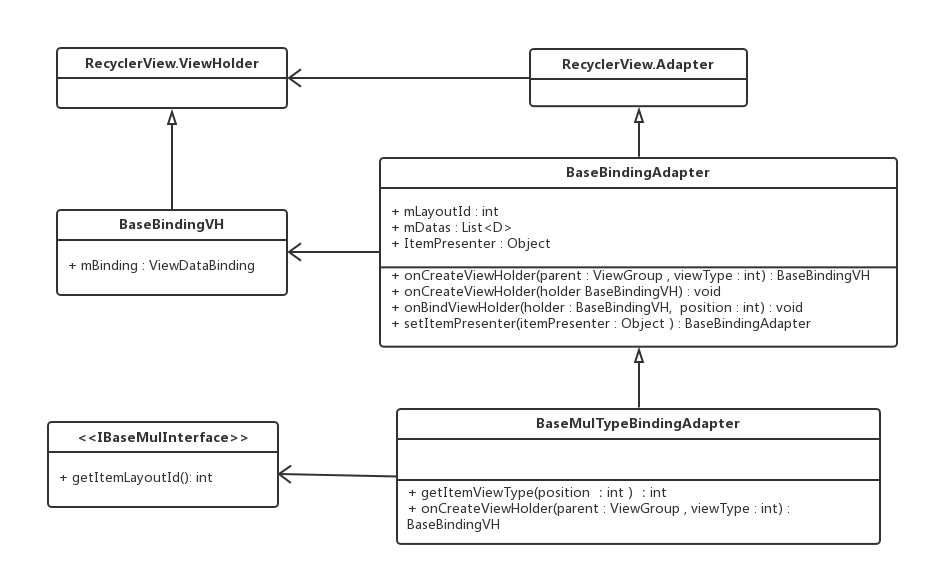 RecyclerView.ViewHolder
RecyclerView.Adapter
BaseBindingAdapter
+ mLayoutId : int
+ mDatas : List<D>
+ ItemPresenter : Object
+ onCreateViewHolder(parent : ViewGroup , viewType : int) : BaseBindingVH
+ onCreateViewHolder(holder BaseBindingVH) : void
+ onBindViewHolder(holder : BaseBindingVH, position : int) : void
+ setItemPresenter(itemPresenter : Object ) : BaseBindingAdapter
BaseBindingVH
+ mBinding : ViewDataBinding
<<IBaseMulInterface>>
+ getItemLayoutId(): int
BaseMulTypeBindingAdapter
+ getItemViewType(position : int ) : int
+ onCreateViewHolder(parent : ViewGroup , viewType : int) :
BaseBindingVH